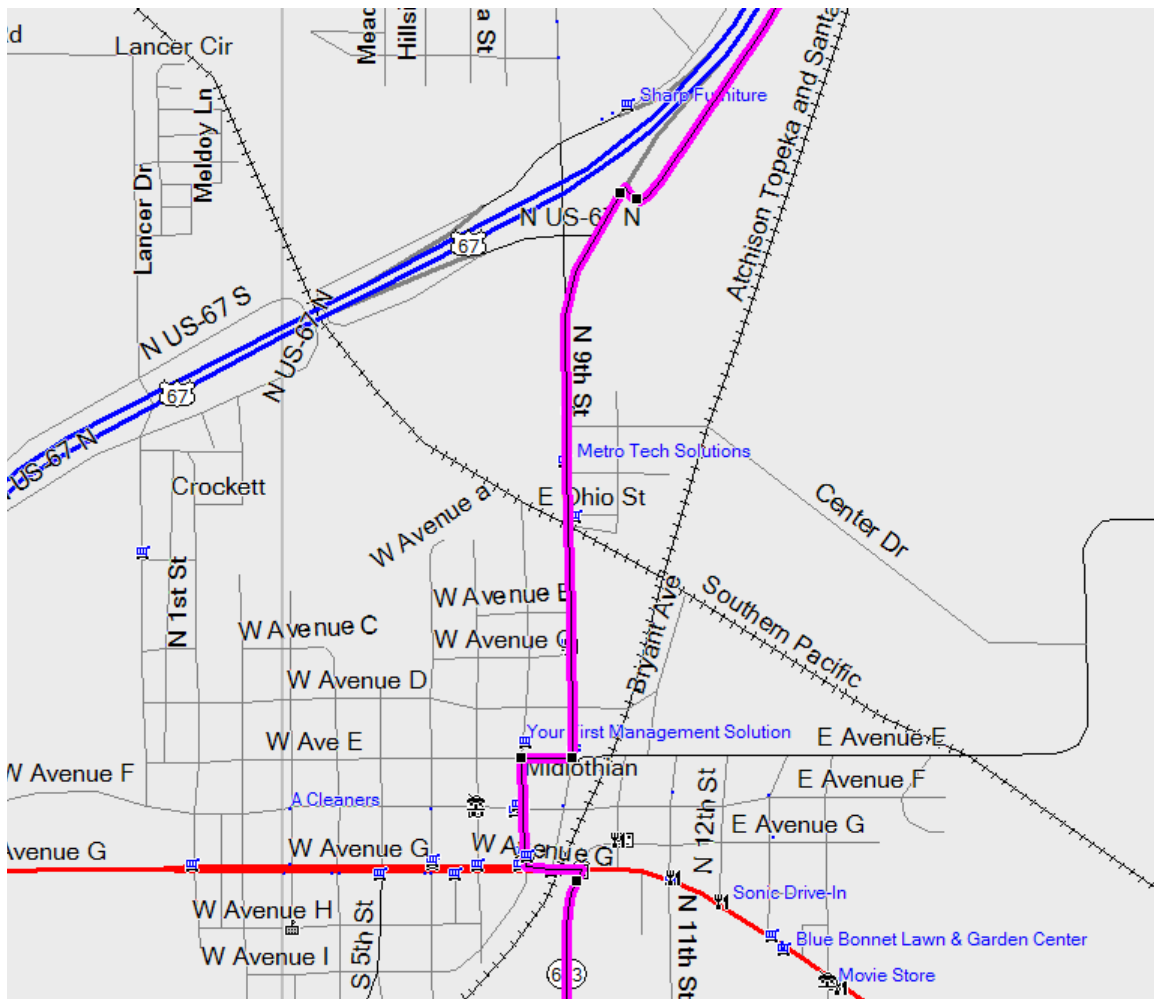 Lancer Cir
Hills
a St
Sharp Furniture
Atchison Topeka and Santa
Meldoy Ln
Lancer Dr
N US-67 N
67
N US-67 S
N US-67 N
67
US-67 N
N 9th St
Metro Tech Solutions
Crockett
E Ohio St
W Avenue a
Center Dr
N 1st St
W Avenue B
Southern Pacific
W Avenue C
W Avenue C
Bryant Ave
W Avenue D
Your First Management Solution
W Ave E
E Avenue E
Midlothian
W Avenue F
E Avenue F
A Cleaners
N 12th St
E Avenue G
Avenue G
W Avenue G
W Avenue G
Sonic Drive-In
W Avenue H
S 5th St
N 11th St
Blue Bonnet Lawn & Garden Center
W Avenue I
Movie Store